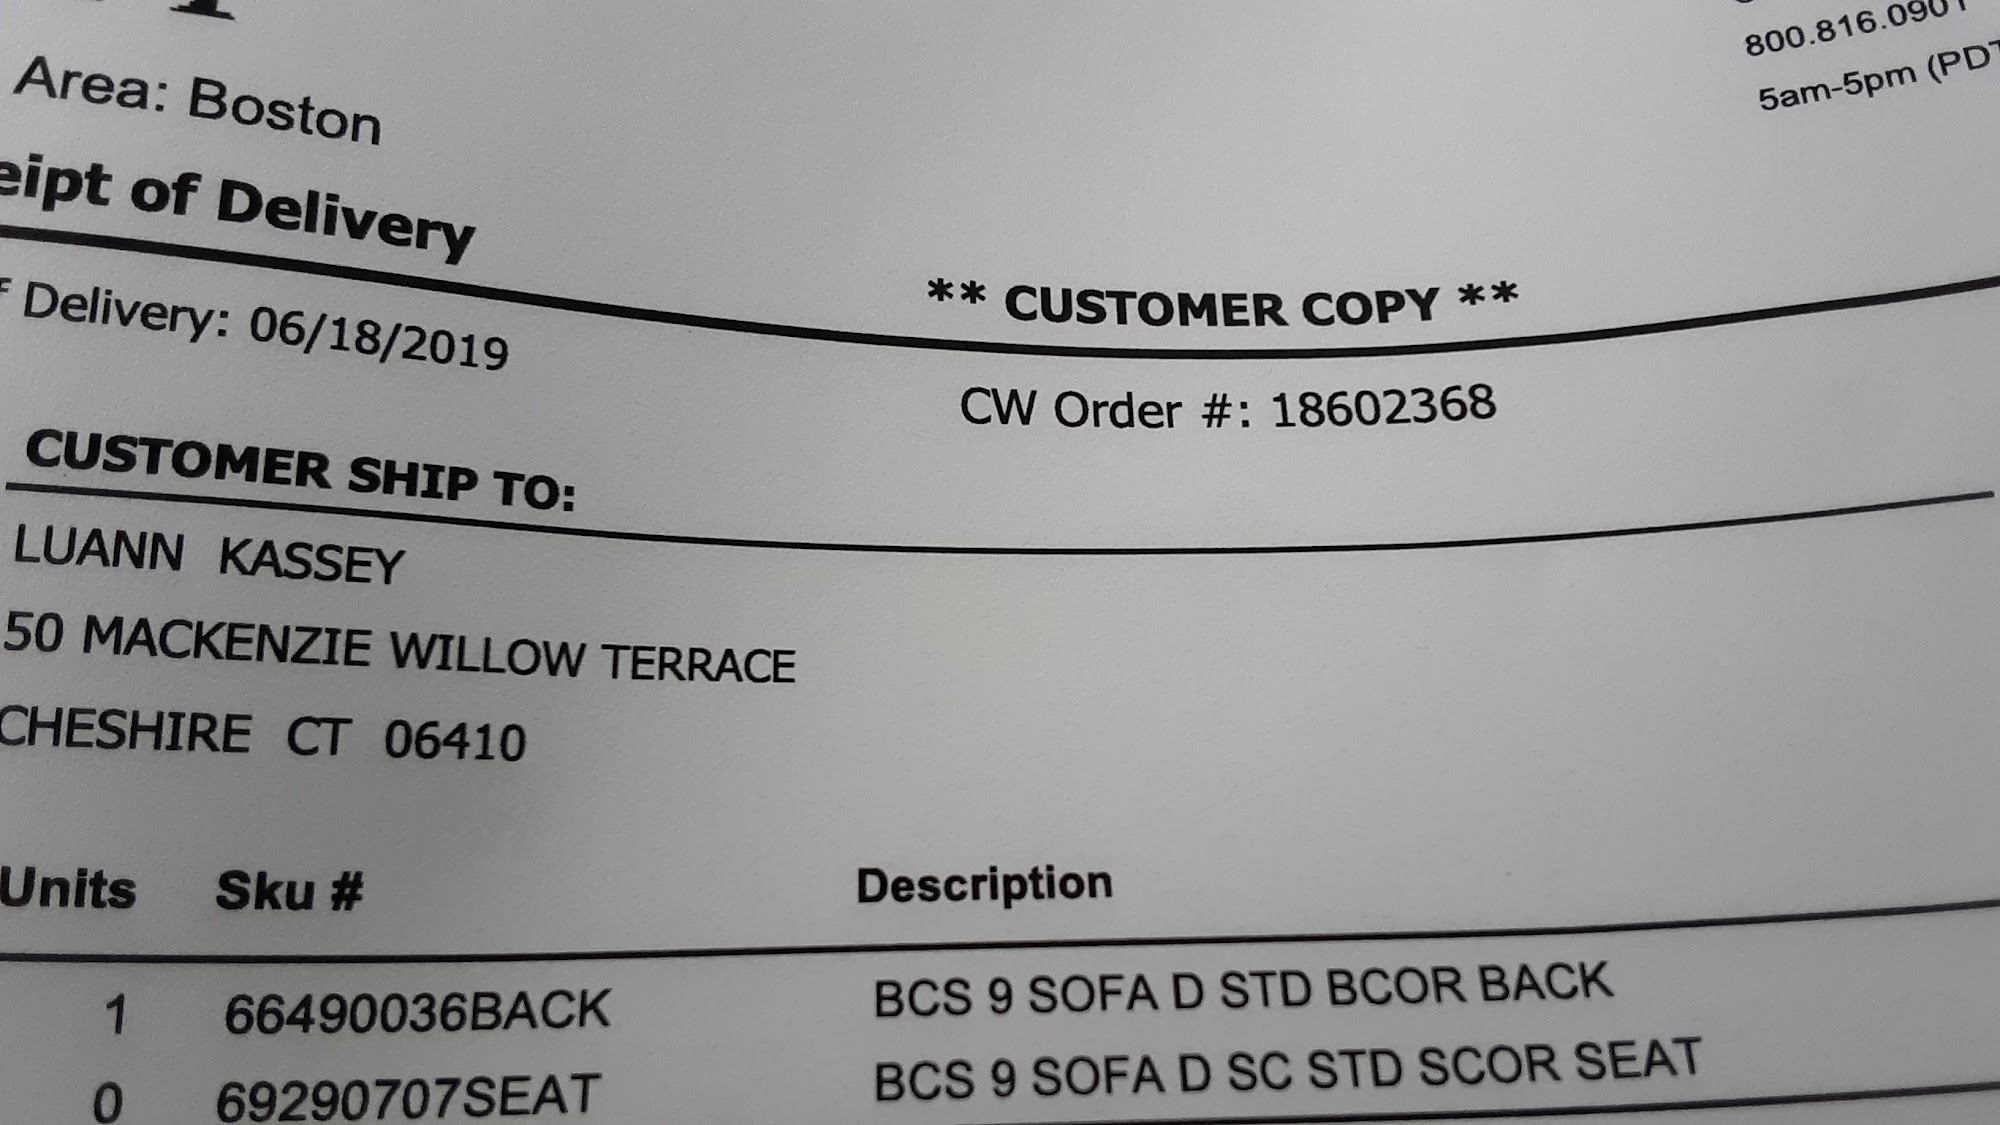 800.816.0901
Area: Boston
5am-5pm (PDT
eipt of Delivery
** CUSTOMER COPY **
f Delivery: 06/18/2019
CW Order #: 18602368
CUSTOMER SHIP TO:
LUANN KASSEY
50 MACKENZIE WILLOW TERRACE
CHESHIRE CT 06410
Units Sku # Description
1 66490036BACK BCS 9 SOFA D STD BCOR BACK
0 69290707SEAT BCS 9 SOFA D SC STD SCOR SEAT